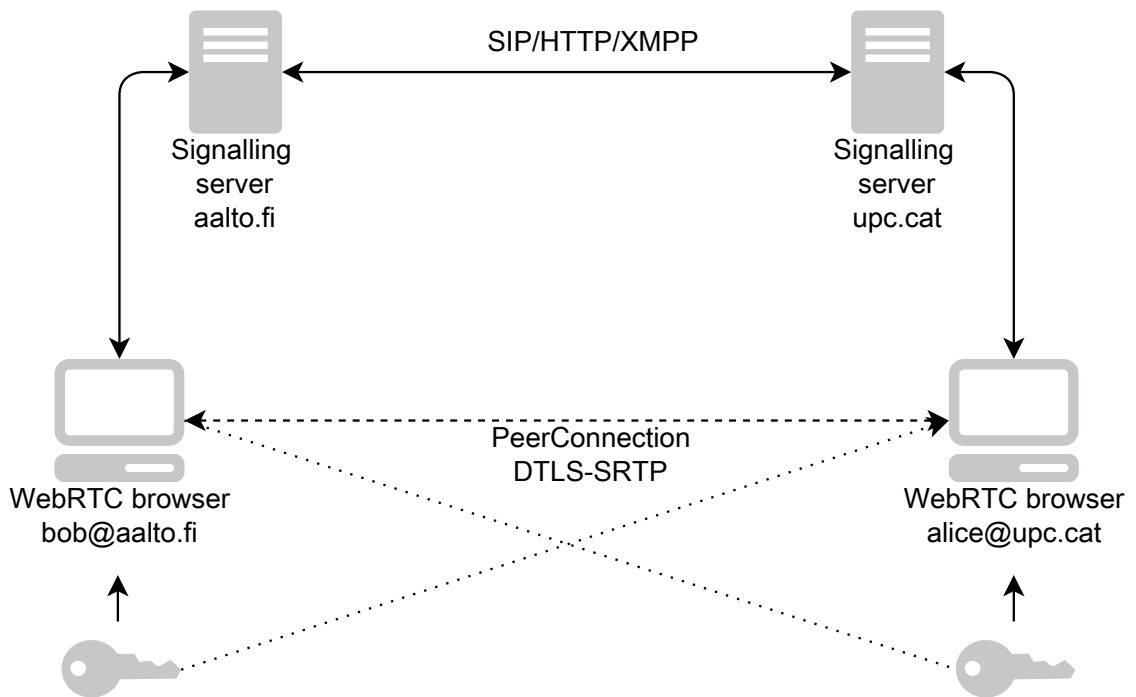 SIP/HTTP/XMPP
Signalling
server
aalto.fi
Signalling
server
upc.cat
PeerConnection
DTLS-SRTP
WebRTC browser
bob@aalto.fi
WebRTC browser
alice@upc.cat